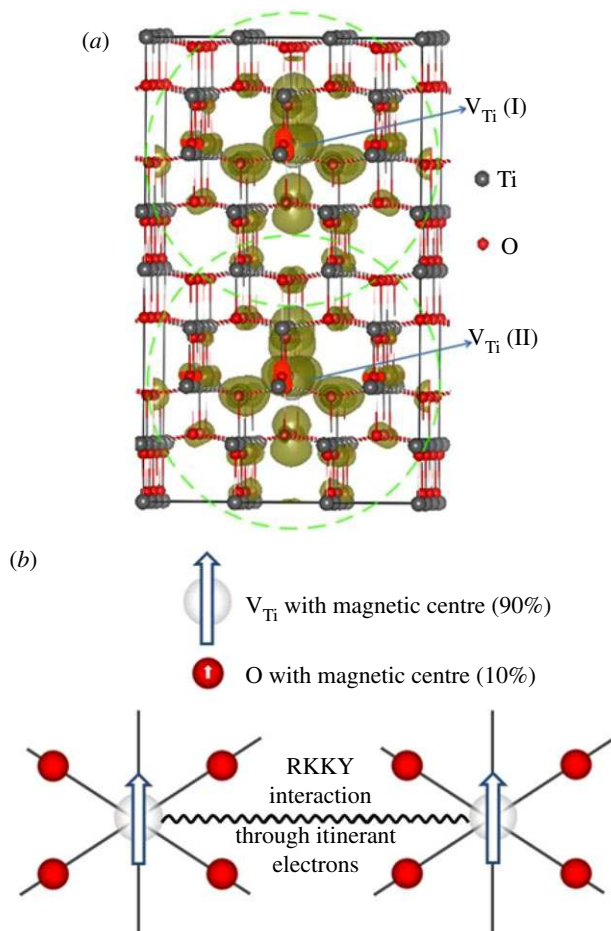 (a)
V_Ti (I)
Ti
O
V_Ti (II)
(b)
V_Ti with magnetic centre (90%)
O with magnetic centre (10%)
RKKY
interaction
through itinerant
electrons